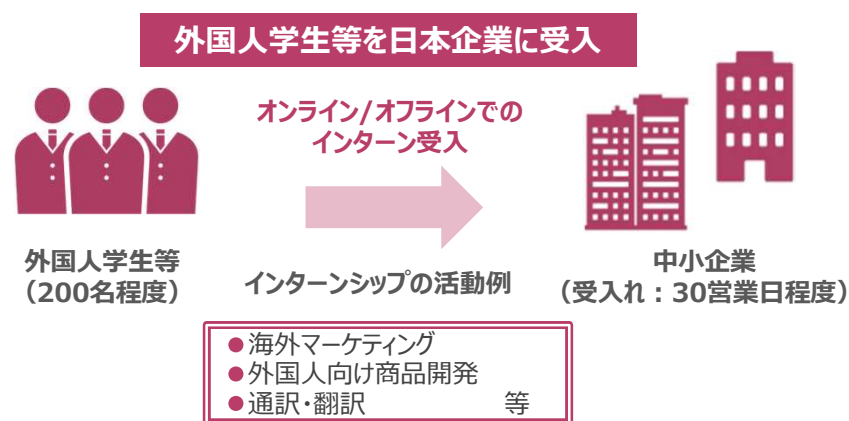 外国人学生等を日本企業に受入
オンライン/オフラインでの
インターン受入
外国人学生等
（200名程度）
インターンシップの活動例
中小企業
（受入れ：30営業日程度）
●海外マーケティング
●外国人向け商品開発
●通訳・翻訳 等